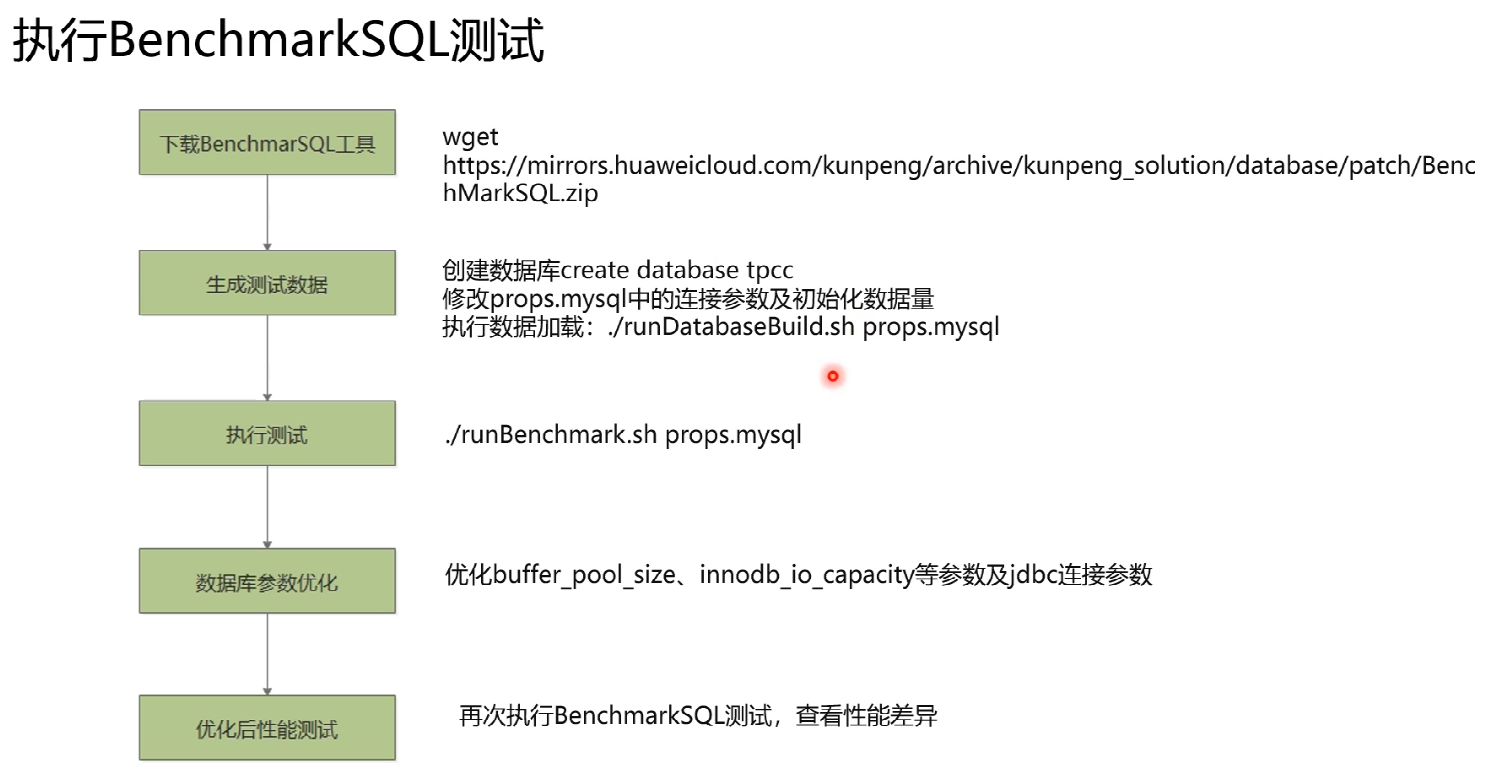 执行BenchmarkSQL测试
下载BenchmarSQL工具
wget
https://mirrors.huaweicloud.com/kunpeng/archive/kunpeng_solution/database/patch/Benc
hMarkSQL.zip
生成测试数据
创建数据库create database tpcc
修改props.mysql中的连接参数及初始化数据量
执行数据加载：./runDatabaseBuild.sh props.mysql
执行测试
./runBenchmark.sh props.mysql
数据库参数优化
优化buffer_pool_size、innodb_io_capacity等参数及jdbc连接参数
优化后性能测试
再次执行BenchmarkSQL测试，查看性能差异